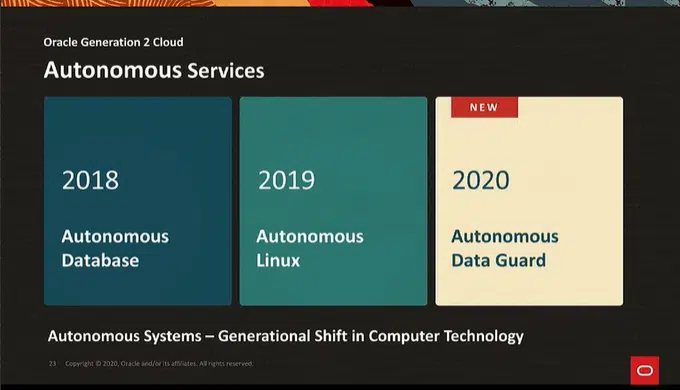 Oracle Generation 2 Cloud
Autonomous Services
NEW
2018
Autonomous
Database
2019
Autonomous
Linux
2020
Autonomous
Data Guard
Autonomous Systems – Generational Shift in Computer Technology
23 Copyright © 2020, Oracle and/or its affiliates. All rights reserved.